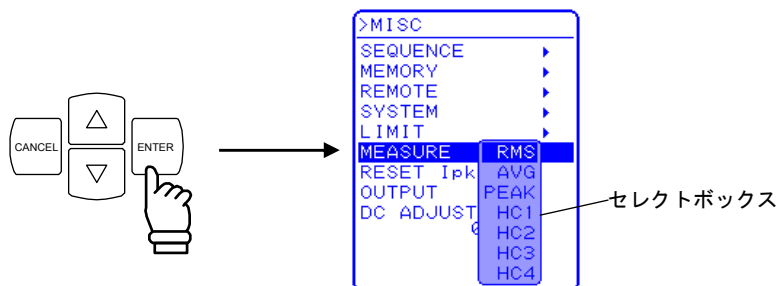 >MISC
SEQUENCE
MEMORY
REMOTE
SYSTEM
LIMIT
MEASURE RMS
RESET Ipk AVG
OUTPUT PEAK
DC ADJUST HC1
HC2
HC3
HC4
CANCEL
ENTER
セレクトボックス